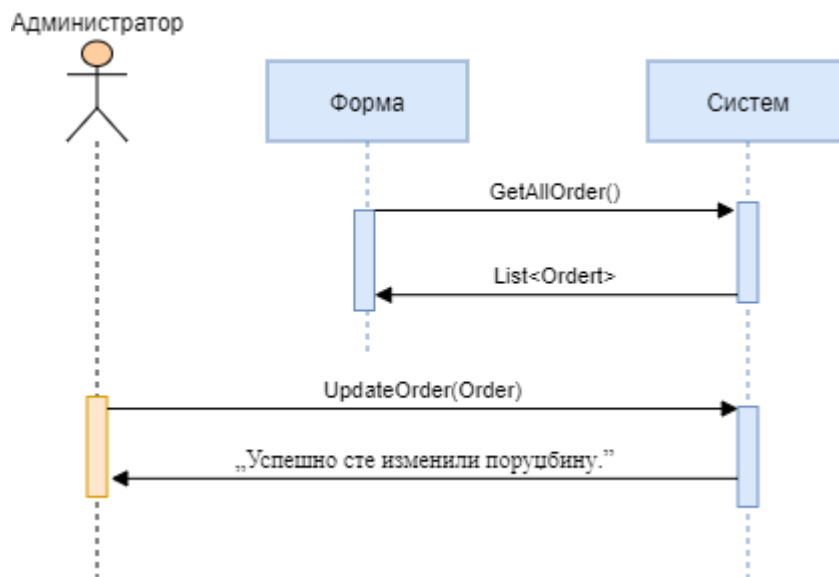 Администратор
Форма
Систем
GetAllOrder()
List<Ordert>
UpdateOrder(Order)
„Успешно сте изменили поруџбину.”